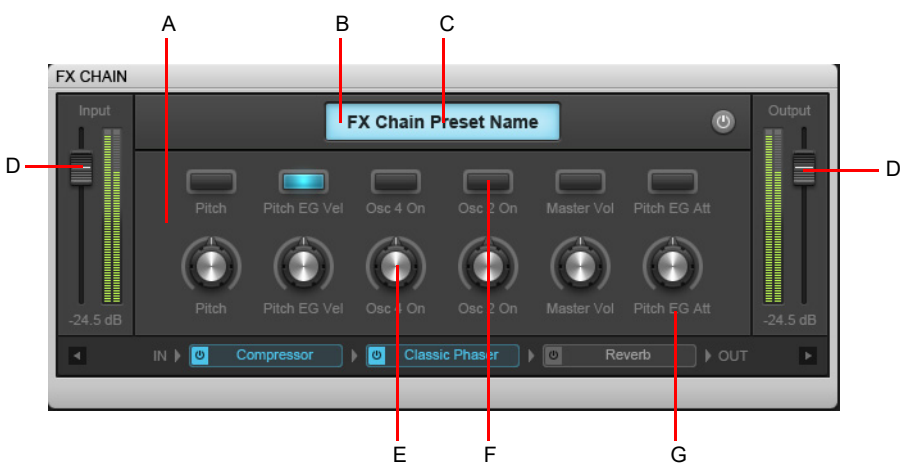 A B C
FX CHAIN
Input
FX Chain Preset Name
Output
D
D
Pitch Pitch EG Vel Osc 4 On Osc 2 On Master Vol Pitch EG Att
Pitch Pitch EG Vel Osc 4 On Osc 2 On Master Vol Pitch EG Att
-24.5 dB
-24.5 dB
IN Compressor Classic Phaser Reverb OUT
E F G